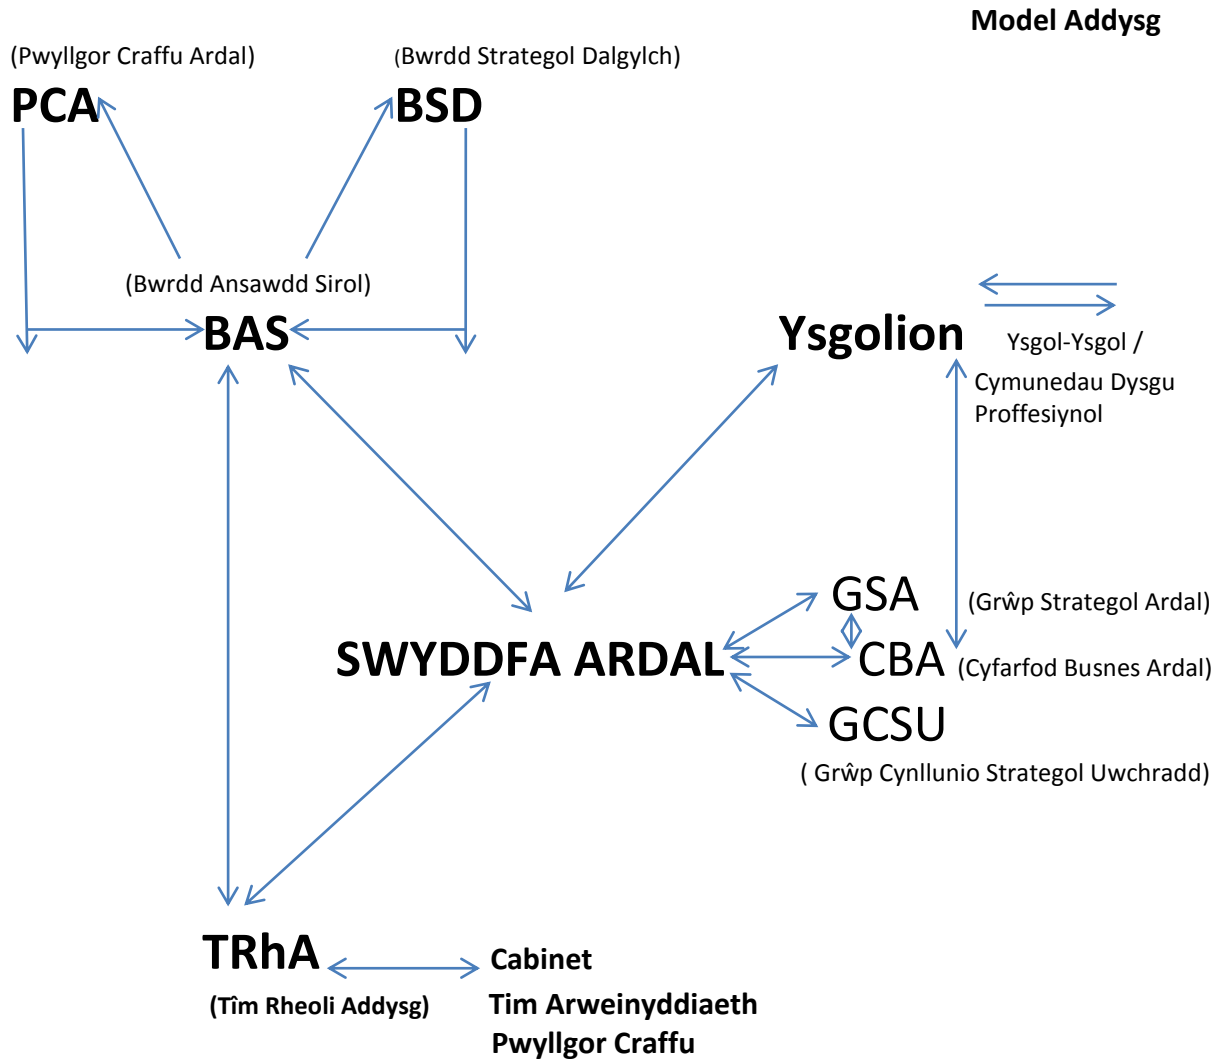 Model Addysg
(Pwyllgor Craffu Ardal)
(Bwrdd Strategol Dalgylch)
PCA
BSD
(Bwrdd Ansawdd Sirol)
BAS
Ysgolion
Ysgol-Ysgol /
Cymunedau Dysgu
Proffesiynol
GSA
(Grŵp Strategol Ardal)
SWYDDFA ARDAL
CBA
(Cyfarfod Busnes Ardal)
GCSU
( Grŵp Cynllunio Strategol Uwchradd)
TRhA
(Tîm Rheoli Addysg)
Cabinet
Tim Arweinyddiaeth
Pwyllgor Craffu